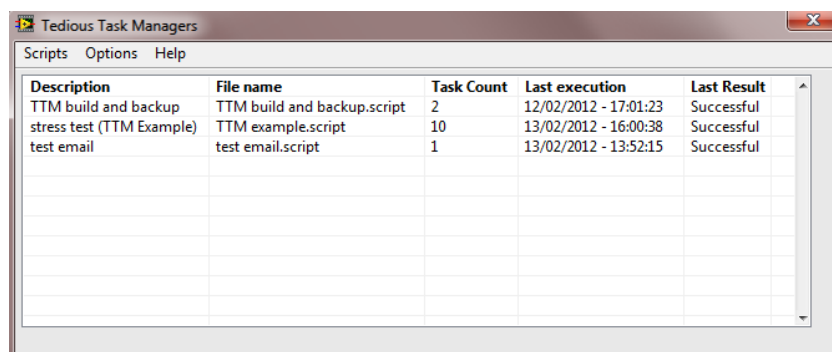 Tedious Task Managers
Scripts Options Help
Description File name Task Count Last execution Last Result
TTM build and backup TTM build and backup.script 2 12/02/2012 - 17:01:23 Successful
stress test (TTM Example) TTM example.script 10 13/02/2012 - 16:00:38 Successful
test email test email.script 1 13/02/2012 - 13:52:15 Successful